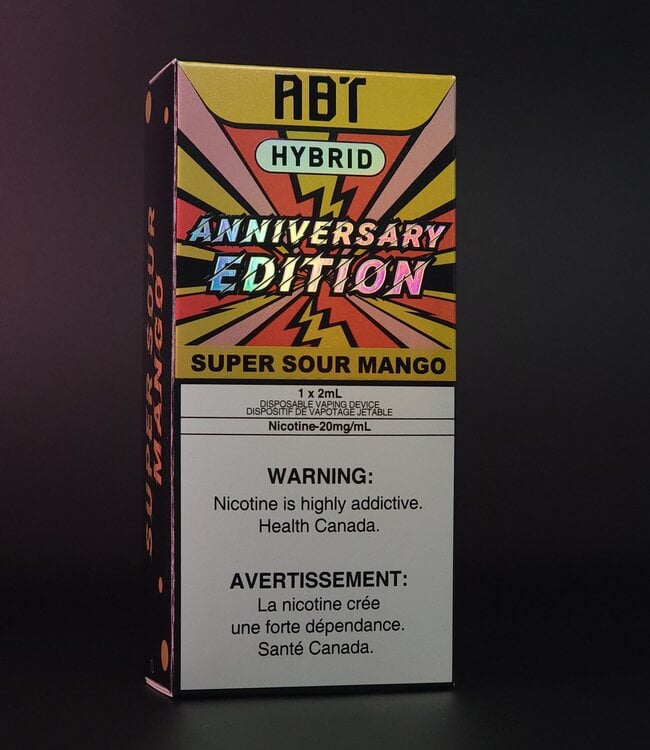 ABT
HYBRID
ANNIVERSARY
EDITION
SUPER SOUR MANGO
1 x 2mL
DISPOSABLE VAPING DEVICE
DISPOSITIF DE VAPOTAGE JETABLE
Nicotine-20mg/mL
WARNING:
Nicotine is highly addictive.
Health Canada.
AVERTISSEMENT:
La nicotine crée
une forte dépendance.
Santé Canada.
SUPER SOUR
MANGO